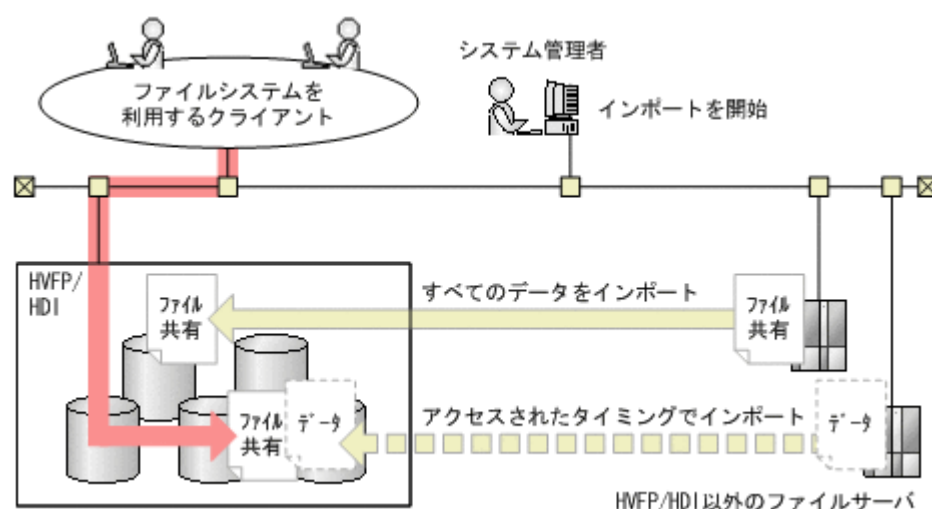 システム管理者
ファイルシステムを
利用するクライアント
インポートを開始
HVFP/
HDI
ファイル
共有
すべてのデータをインポート
ファイル
共有
ファイル
共有
データ
アクセスされたタイミングでインポート
データ
HVFP/HDI以外のファイルサーバ